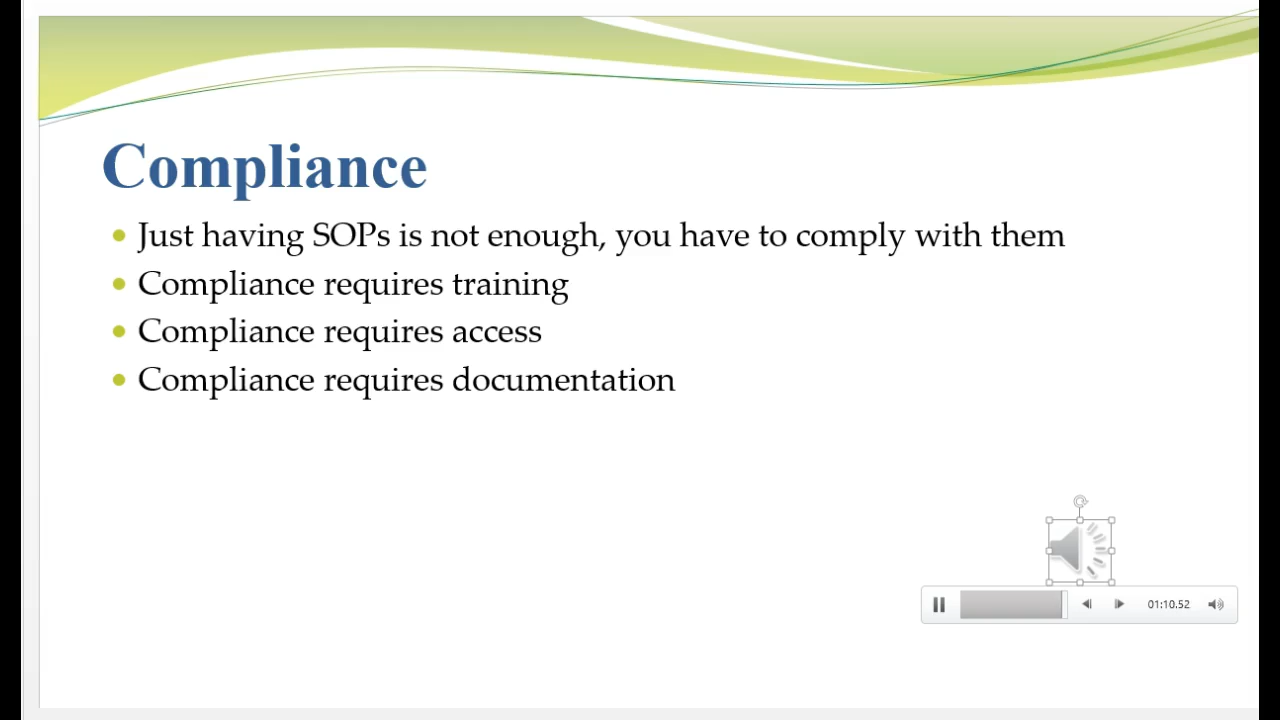 Compliance
Just having SOPs is not enough, you have to comply with them
Compliance requires training
Compliance requires access
Compliance requires documentation
01:10.52